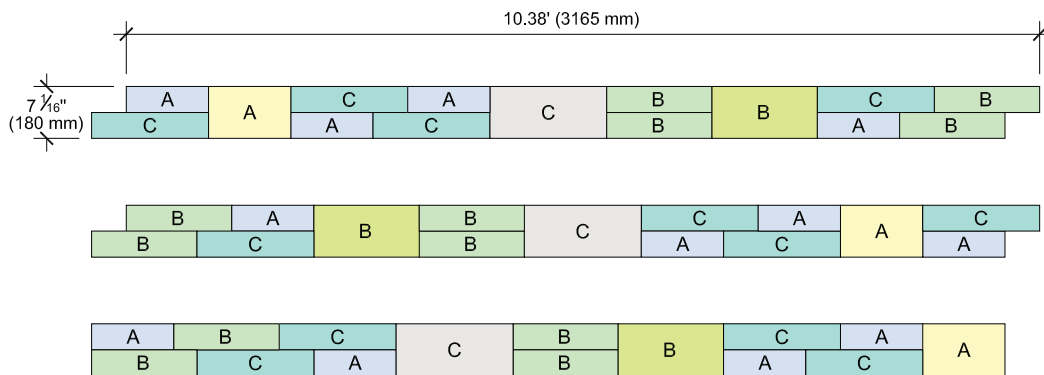 10.38' (3165 mm)
7 1⁄16"
(180 mm)
A A C A C B B C B
C A C B A B
B A B B C C A A C
B C B A C A
A B C C B B C A A
B C A B A C